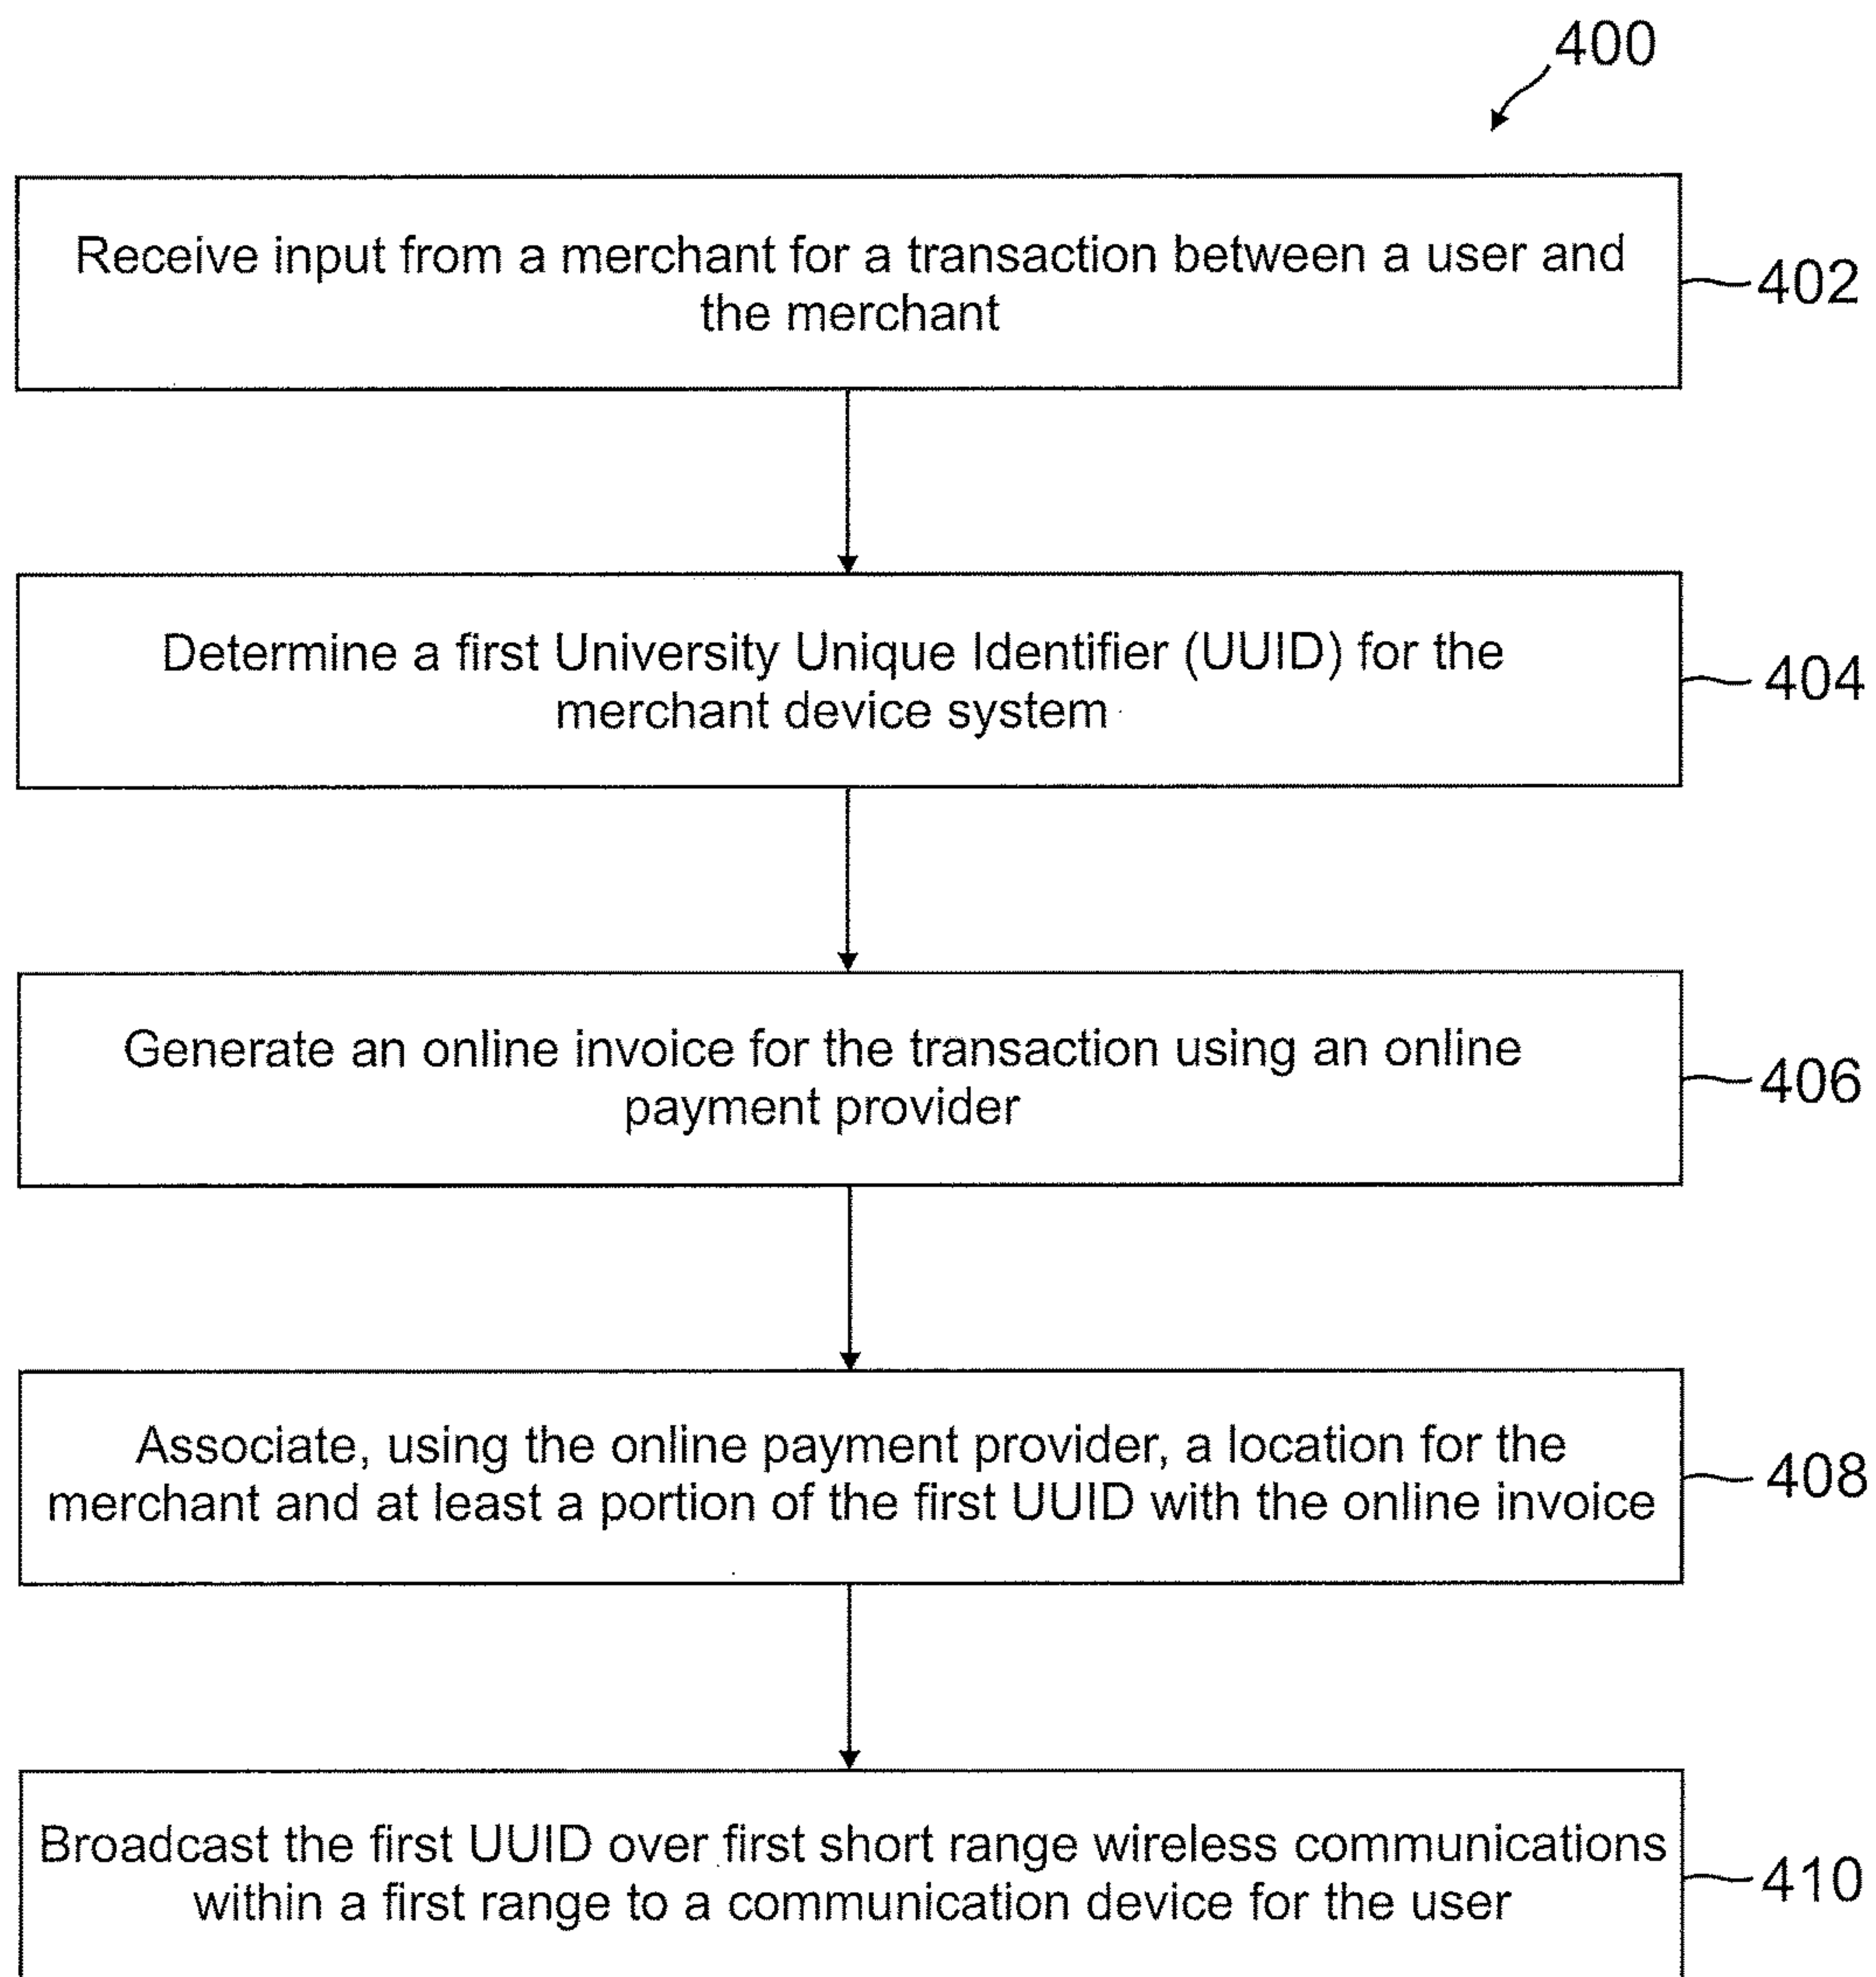 400
Receive input from a merchant for a transaction between a user and
the merchant
402
Determine a first University Unique Identifier (UUID) for the
merchant device system
404
Generate an online invoice for the transaction using an online
payment provider
406
Associate, using the online payment provider, a location for the
merchant and at least a portion of the first UUID with the online invoice
408
Broadcast the first UUID over first short range wireless communications
within a first range to a communication device for the user
410